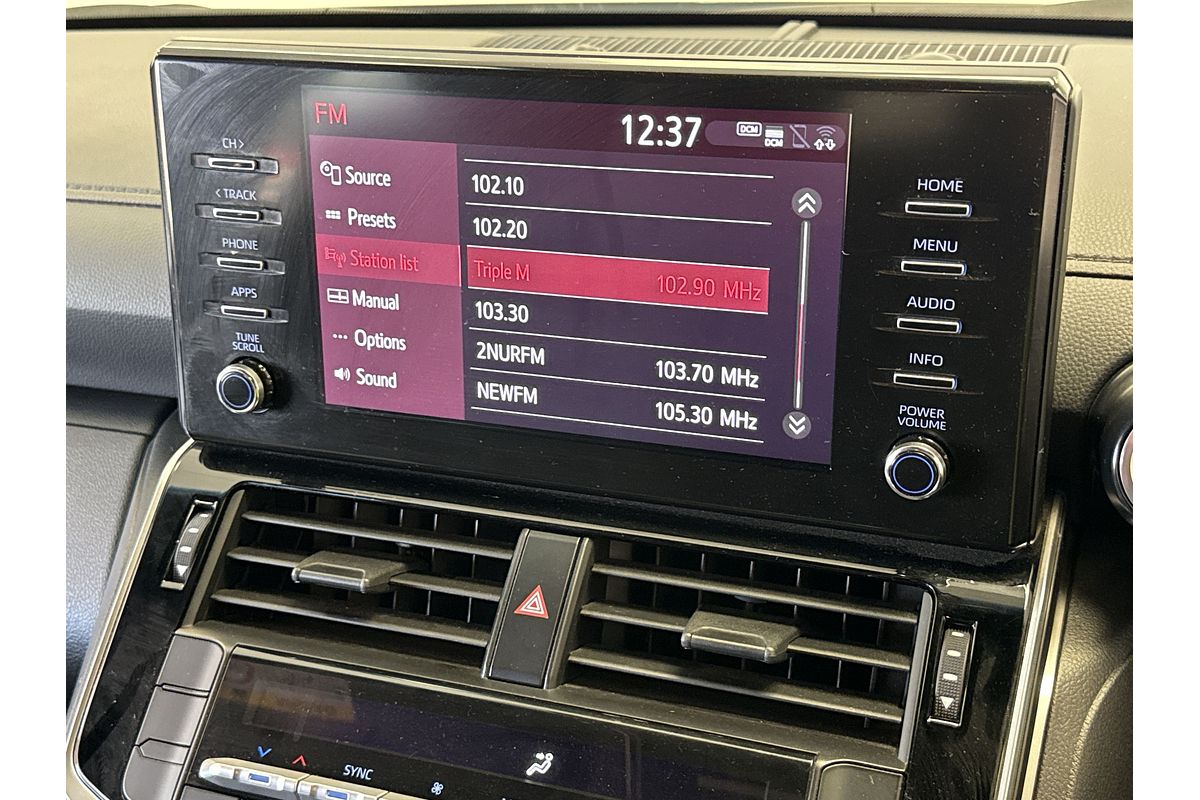 FM
12:37
DCM
DCM
Source
Presets
Station list
Manual
Options
Sound
102.10
102.20
Triple M 102.90 MHz
103.30
2NURFM 103.70 MHz
NEWFM 105.30 MHz
CH >
< TRACK
PHONE
APPS
TUNE
SCROLL
HOME
MENU
AUDIO
INFO
POWER
VOLUME
SYNC